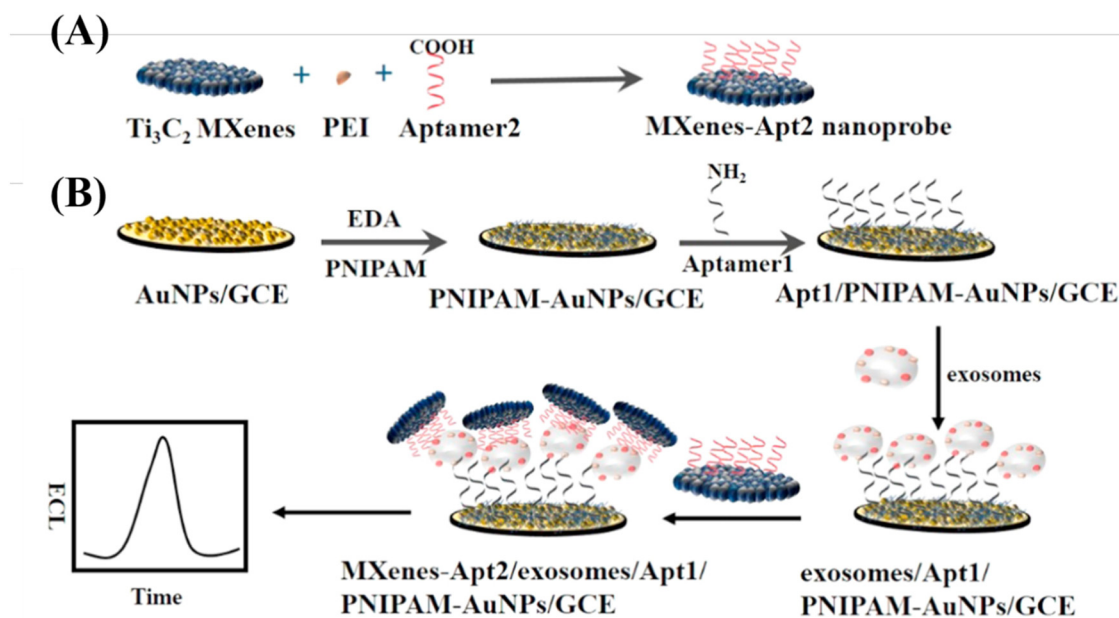 (A)
COOH
Ti₃C₂ MXenes + PEI + Aptamer2
MXenes-Apt2 nanoprobe
(B)
NH₂
EDA
PNIPAM
Aptamer1
AuNPs/GCE
PNIPAM-AuNPs/GCE
Apt1/PNIPAM-AuNPs/GCE
exosomes
ECL
Time
MXenes-Apt2/exosomes/Apt1/
PNIPAM-AuNPs/GCE
exosomes/Apt1/
PNIPAM-AuNPs/GCE